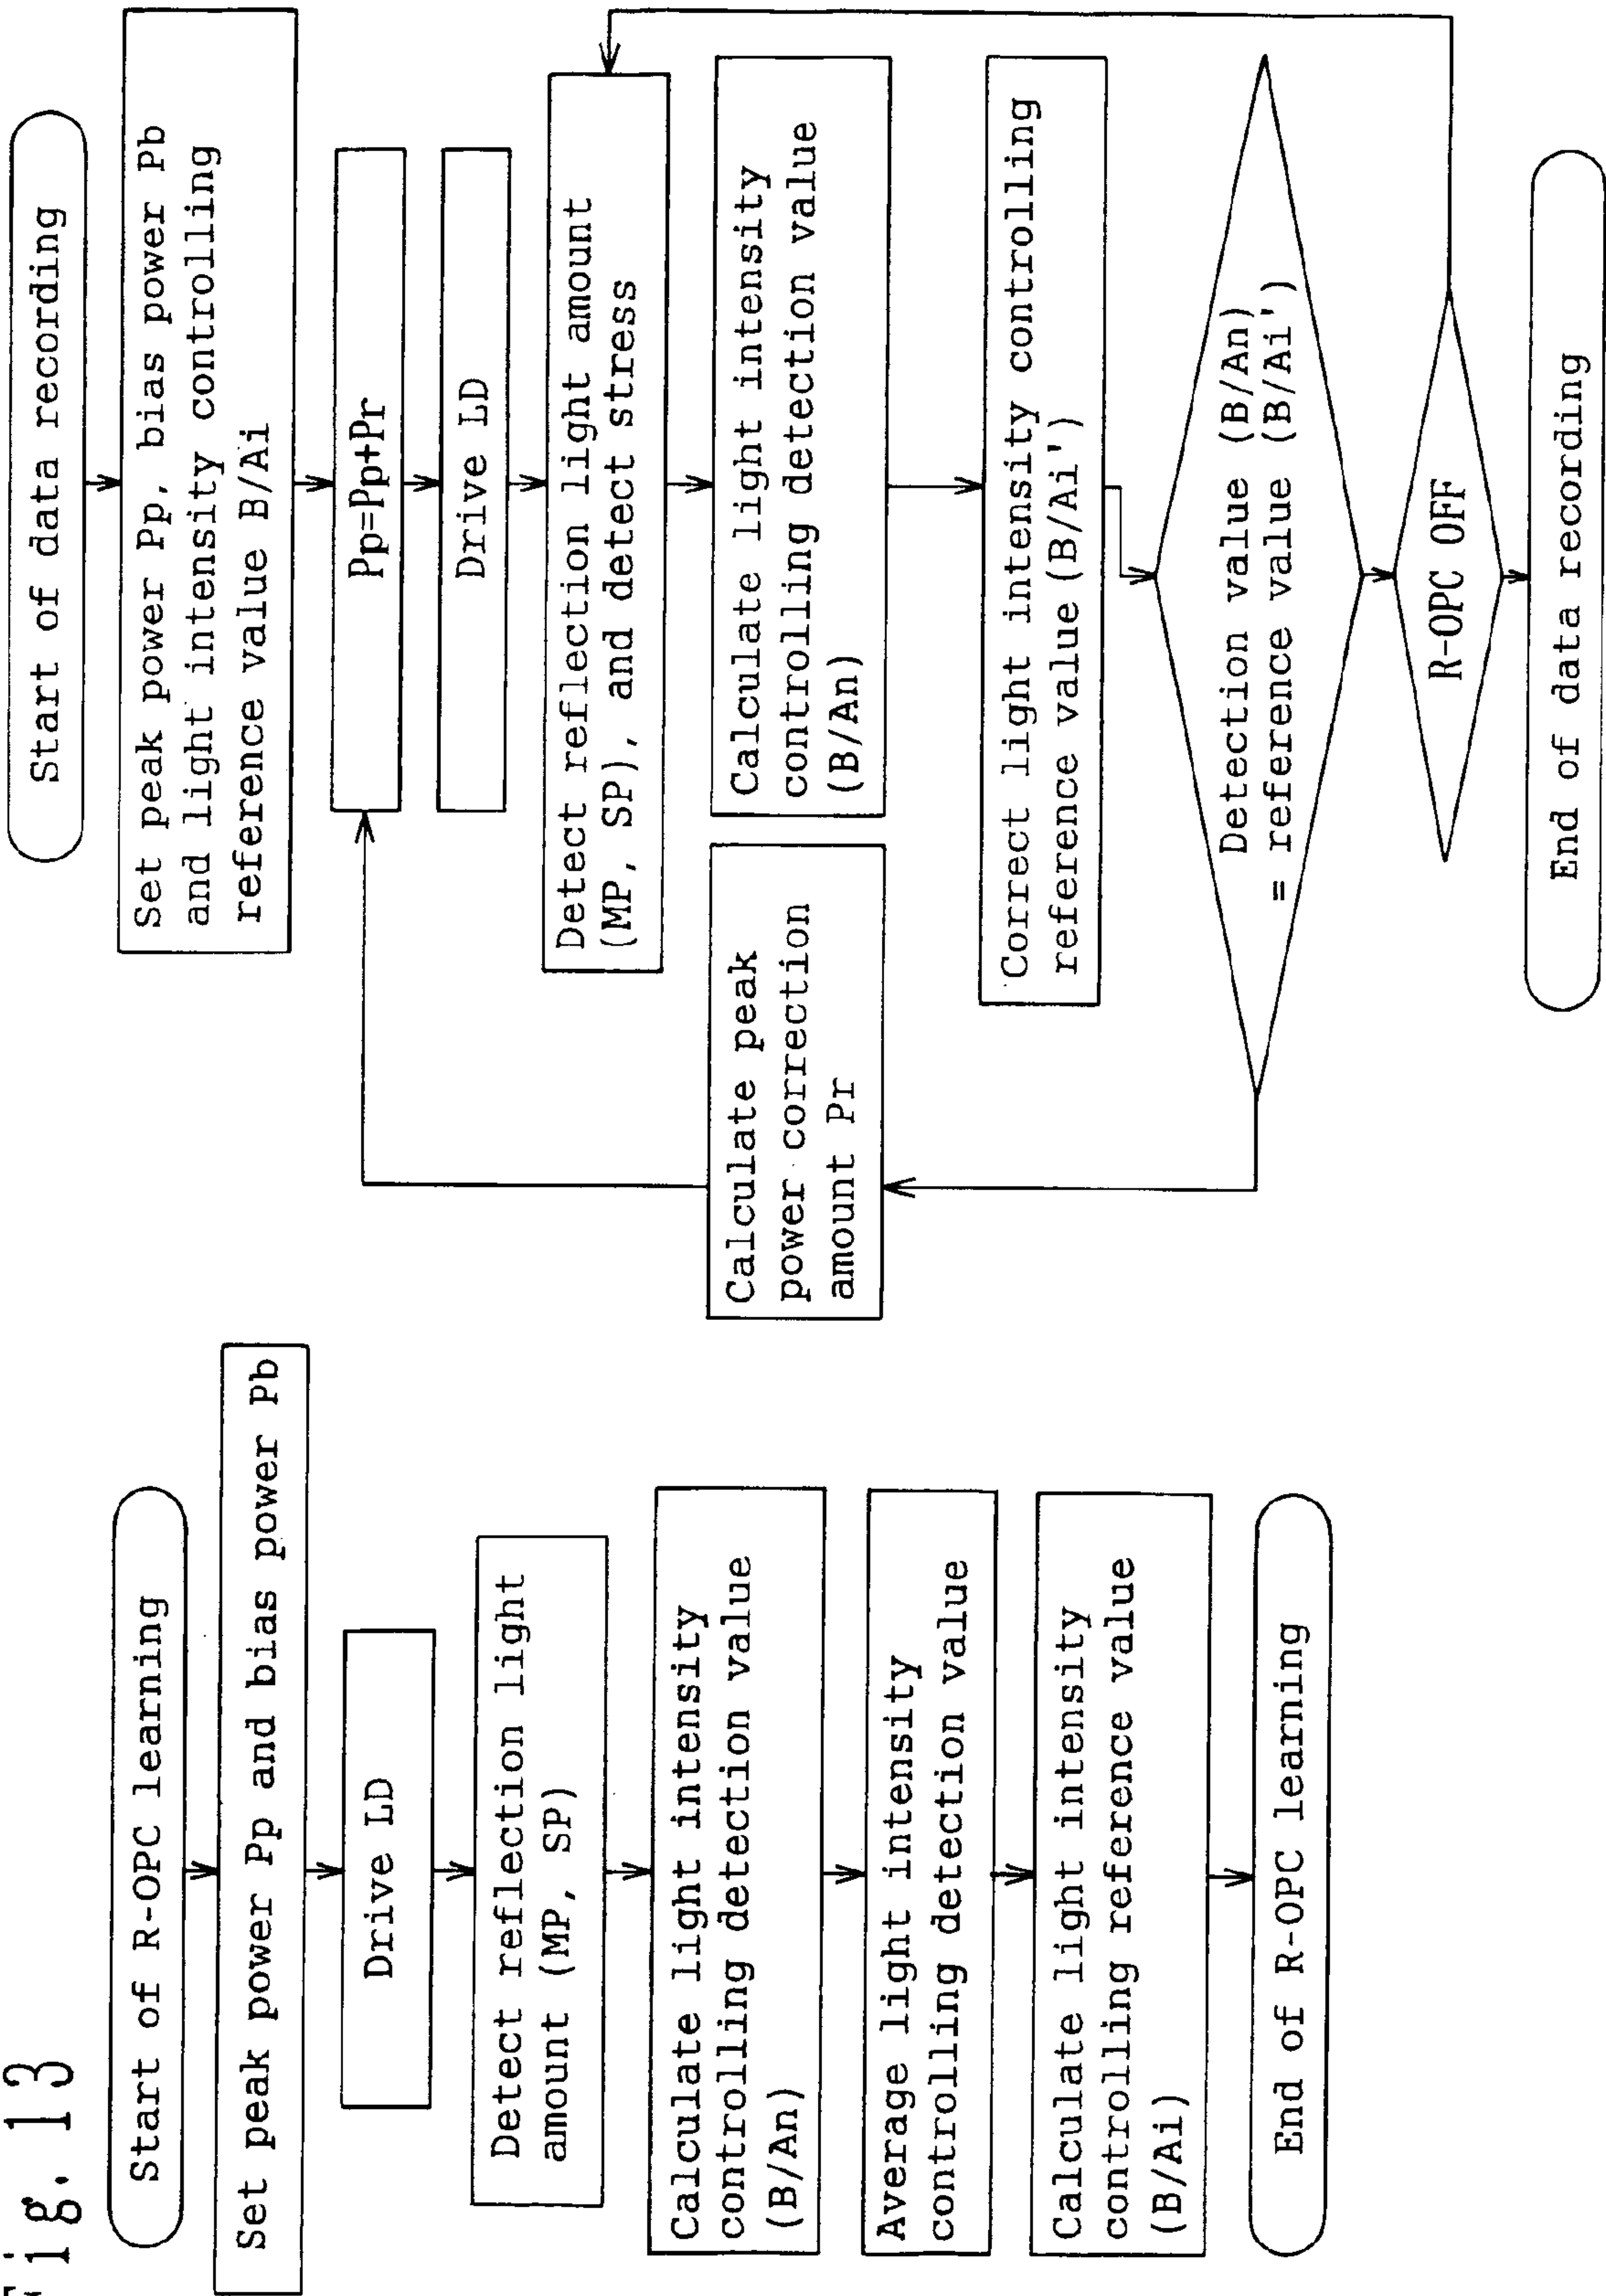 Fig. 13
Start of R-OPC learning
Set peak power Pp and bias power Pb
Drive LD
Detect reflection light
amount (MP, SP)
Calculate light intensity
controlling detection value
(B/An)
Average light intensity
controlling detection value
Calculate light intensity
controlling reference value
(B/Ai)
End of R-OPC learning
Start of data recording
Set peak power Pp, bias power Pb
and light intensity controlling
reference value B/Ai
Pp=Pp+Pr
Drive LD
Detect reflection light amount
(MP, SP), and detect stress
Calculate light intensity
controlling detection value
(B/An)
Calculate peak
power correction
amount Pr
Correct light intensity controlling
reference value (B/Ai')
Detection value (B/An)
= reference value (B/Ai')
R-OPC OFF
End of data recording